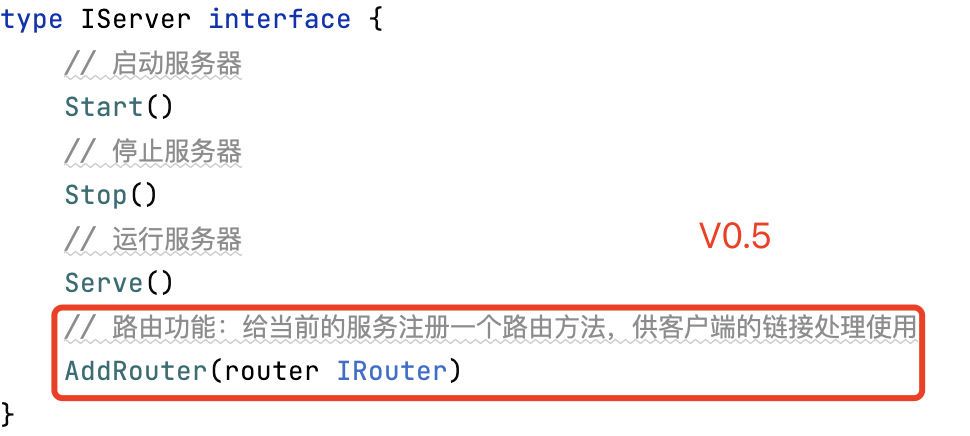 type IServer interface {
// 启动服务器
Start()
// 停止服务器
Stop()
// 运行服务器
V0.5
Serve()
// 路由功能：给当前的服务注册一个路由方法，供客户端的链接处理使用
AddRouter(router IRouter)
}